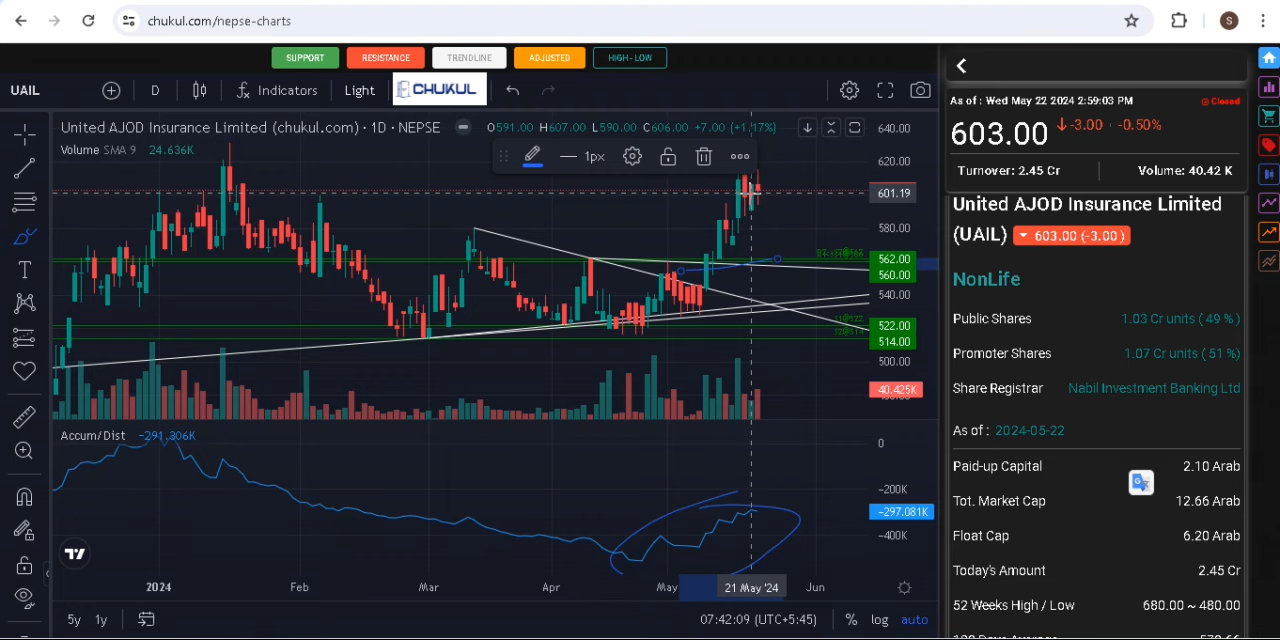 chukul.com/nepse-charts
S
SUPPORT RESISTANCE TRENDLINE ADJUSTED HIGH - LOW
UAIL D Indicators Light CHUKUL
United AJOD Insurance Limited (chukul.com) · 1D · NEPSE O591.00 H607.00 L590.00 C606.00 +7.00 (+1.17%)
Volume SMA 9 24.636K
1px
640.00
620.00
601.19
580.00
562.00
560.00
540.00
522.00
514.00
500.00
40.425K
Accum/Dist −291.306K
0
−200K
−297.081K
−400K
2024 Feb Mar Apr May 21 May '24 Jun
5y 1y 07:42:09 (UTC+5:45) % log auto
As of : Wed May 22 2024 2:59:03 PM Closed
603.00 -3.00 · -0.50%
Turnover: 2.45 Cr Volume: 40.42 K
United AJOD Insurance Limited
(UAIL) 603.00 (-3.00 )
NonLife
Public Shares 1.03 Cr units ( 49 % )
Promoter Shares 1.07 Cr units ( 51 %)
Share Registrar Nabil Investment Banking Ltd
As of : 2024-05-22
Paid-up Capital 2.10 Arab
Tot. Market Cap 12.66 Arab
Float Cap 6.20 Arab
Today's Amount 2.45 Cr
52 Weeks High / Low 680.00 ~ 480.00